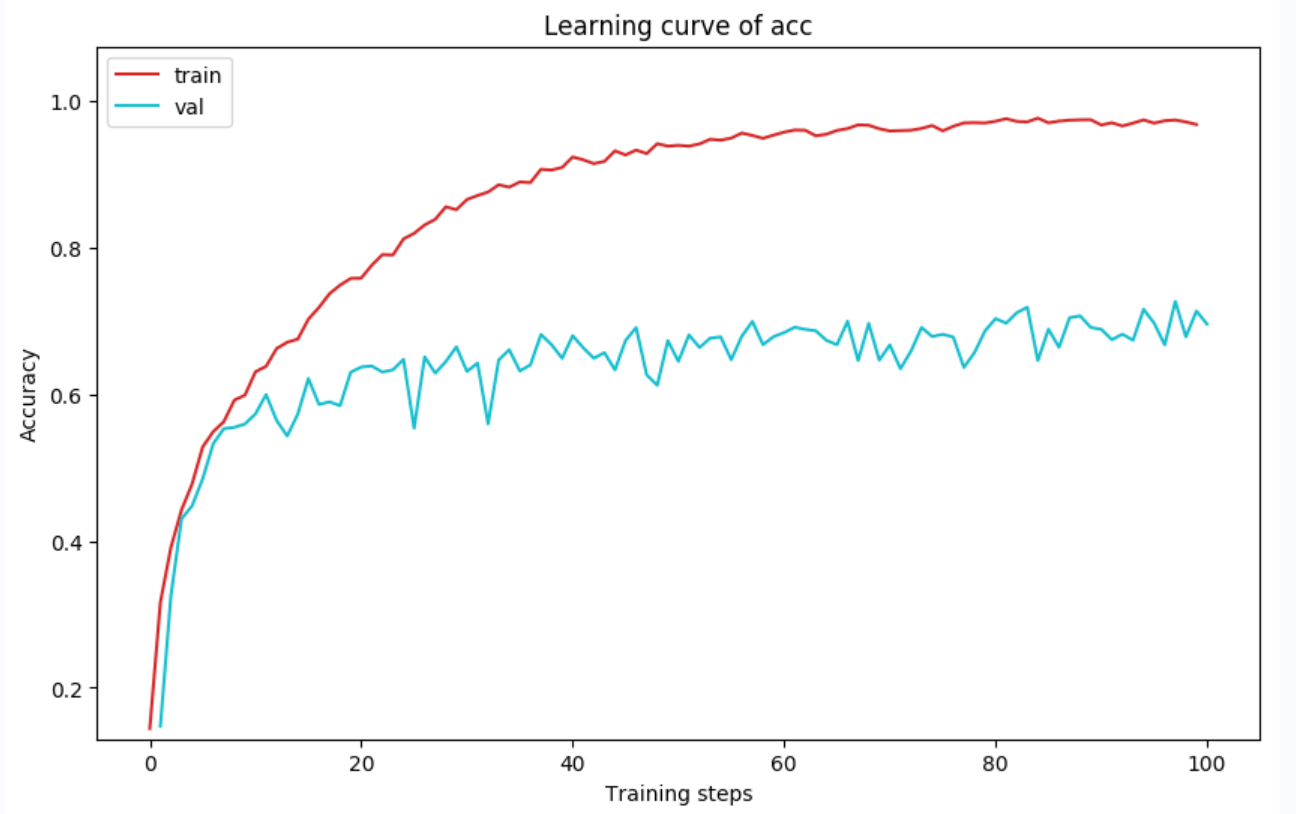 Learning curve of acc
train
val
1.0
0.8
0.6
0.4
0.2
Accuracy
0 20 40 60 80 100
Training steps